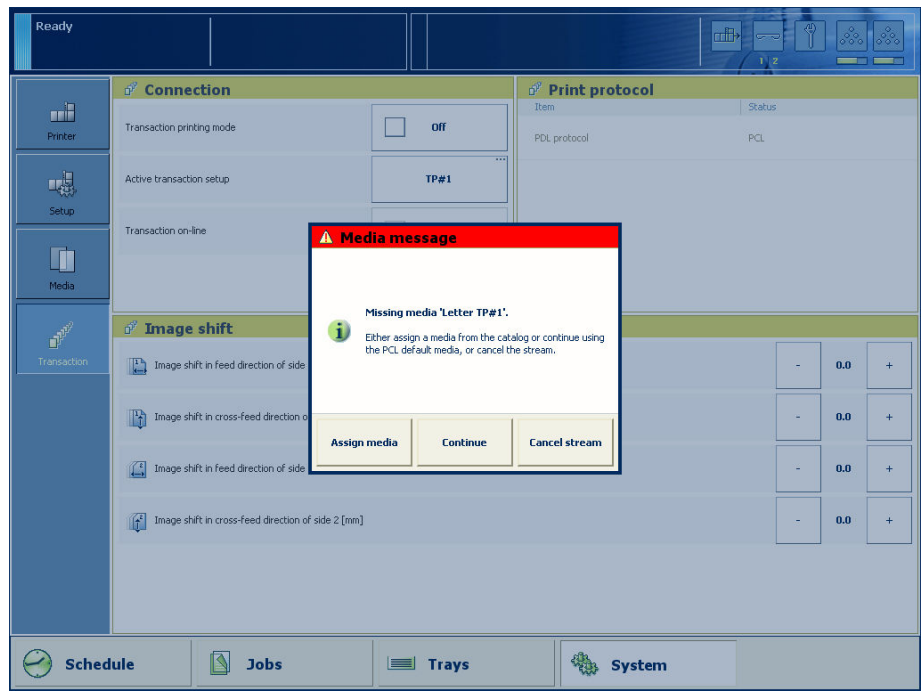 Ready
1 2
Printer
Setup
Media
Transaction
Connection
Transaction printing mode
Off
Active transaction setup
...
TP#1
Transaction on-line
Print protocol
Item Status
PDL protocol PCL
Media message
Missing media 'Letter TP#1'.
Either assign a media from the catalog or continue using
the PCL default media, or cancel the stream.
Assign media Continue Cancel stream
Image shift
Image shift in feed direction of side
- 0.0 +
Image shift in cross-feed direction o
- 0.0 +
Image shift in feed direction of side
- 0.0 +
Image shift in cross-feed direction of side 2 [mm]
- 0.0 +
Schedule Jobs Trays System